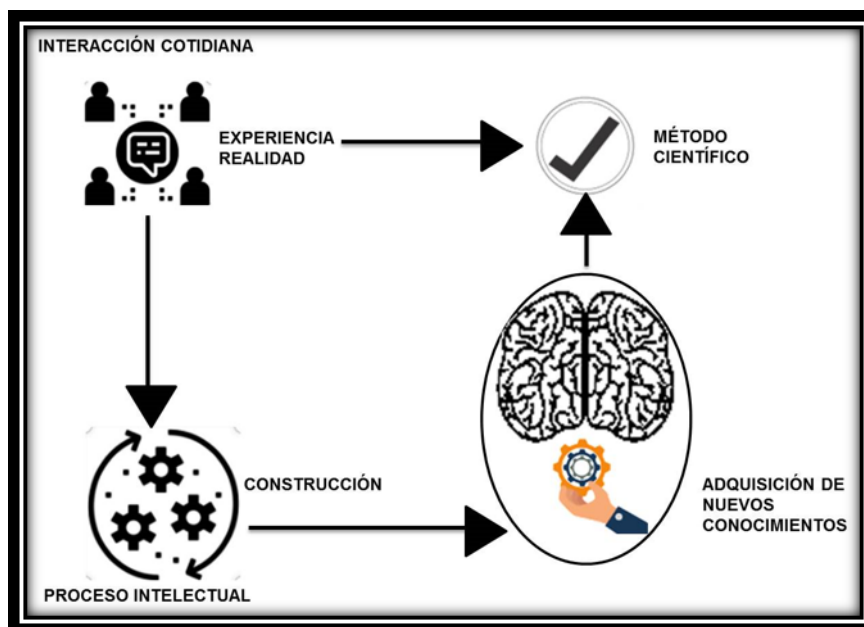 INTERACCIÓN COTIDIANA
EXPERIENCIA
REALIDAD
MÉTODO
CIENTÍFICO
CONSTRUCCIÓN
ADQUISICIÓN DE
NUEVOS
CONOCIMIENTOS
PROCESO INTELECTUAL